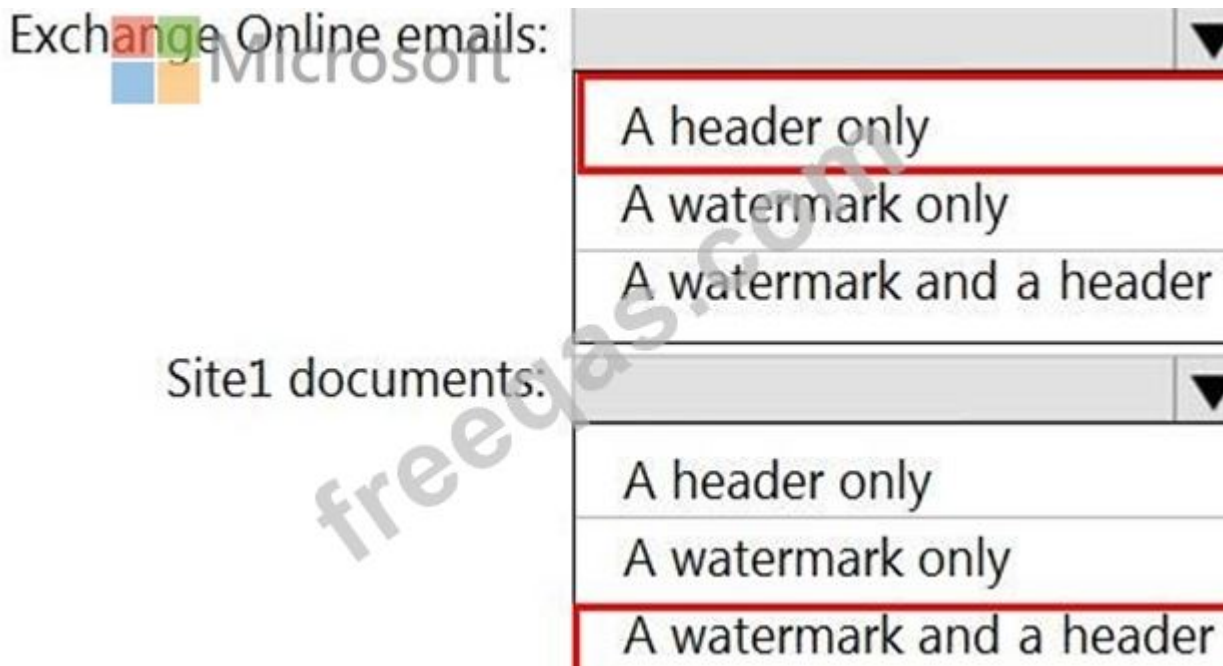 Exchange Online emails:
Microsoft
A header only
A watermark only
A watermark and a header
Site1 documents:
A header only
A watermark only
A watermark and a header
freeqas.com